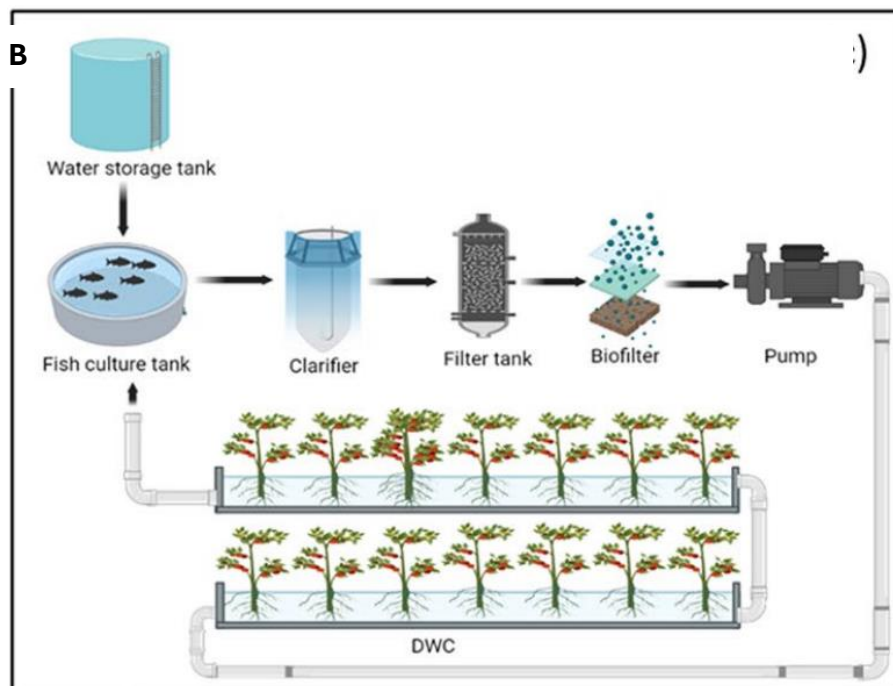 B
:)
Water storage tank
Fish culture tank
Clarifier
Filter tank
Biofilter
Pump
DWC